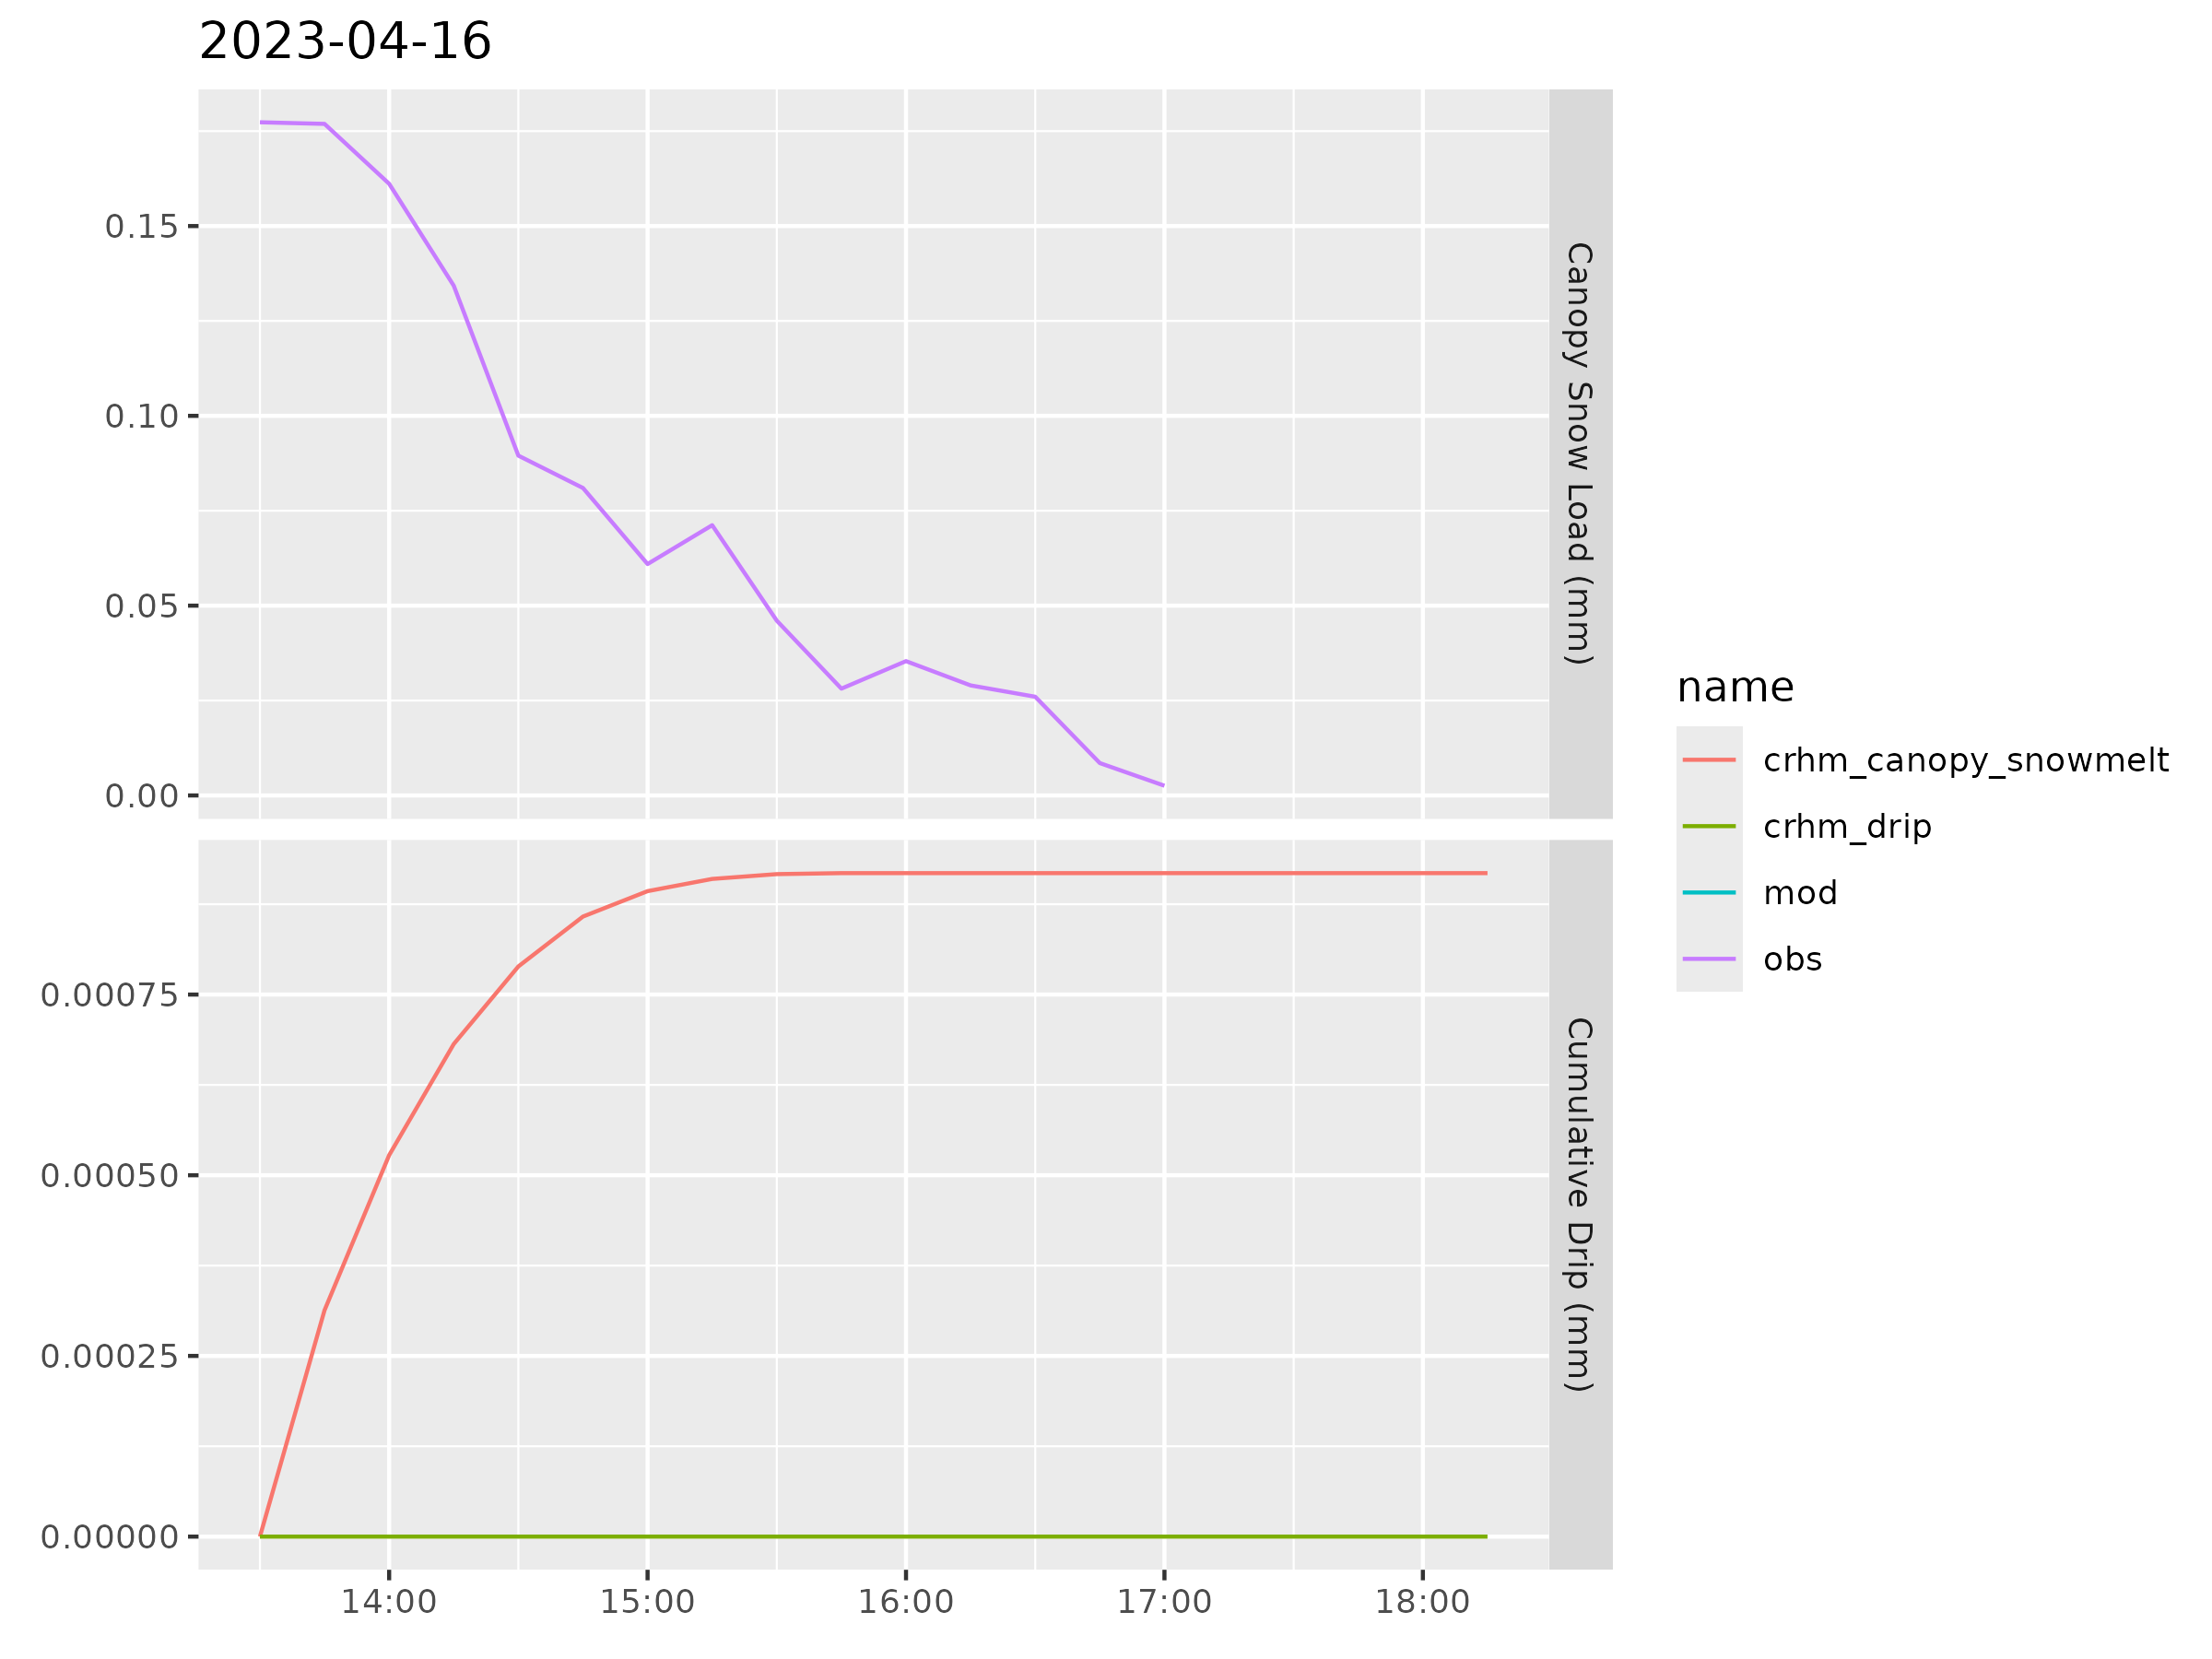 2023-04-16
0.15
0.10
0.05
0.00
Canopy Snow Load (mm)
0.00075
0.00050
0.00025
0.00000
Cumulative Drip (mm)
14:00
15:00
16:00
17:00
18:00
name
crhm_canopy_snowmelt
crhm_drip
mod
obs